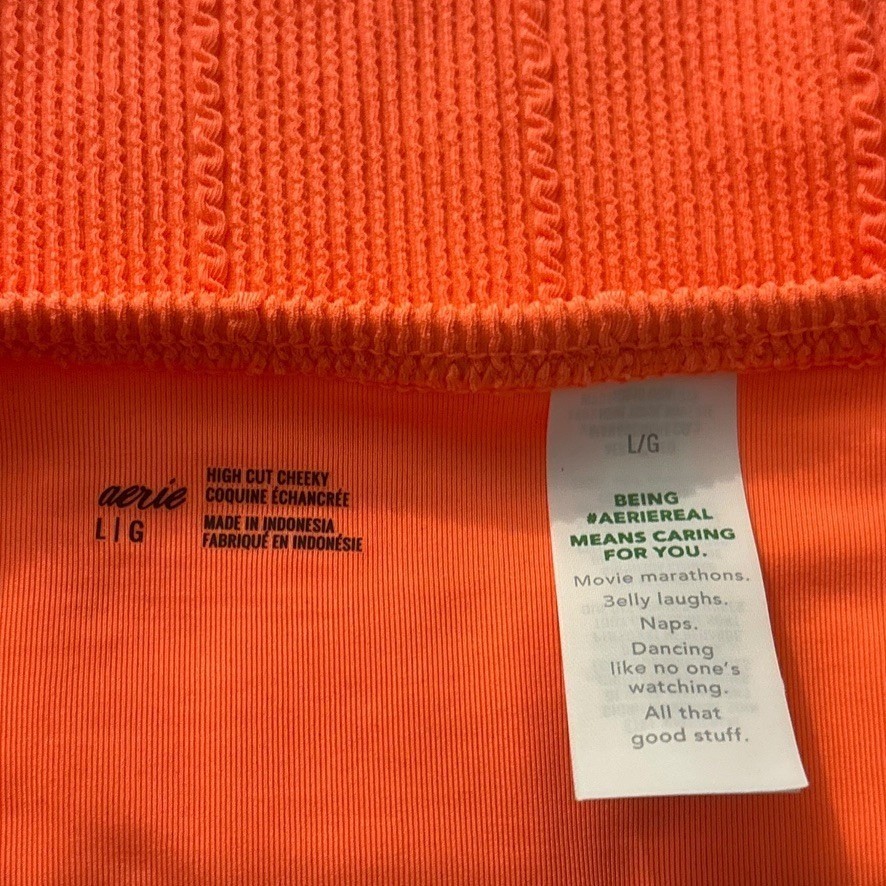 aerie
L|G
HIGH CUT CHEEKY
COQUINE ÉCHANCRÉE
MADE IN INDONESIA
FABRIQUÉ EN INDONÉSIE
L/G
BEING
#AERIEREAL
MEANS CARING
FOR YOU.
Movie marathons.
Belly laughs.
Naps.
Dancing
like no one's
watching.
All that
good stuff.